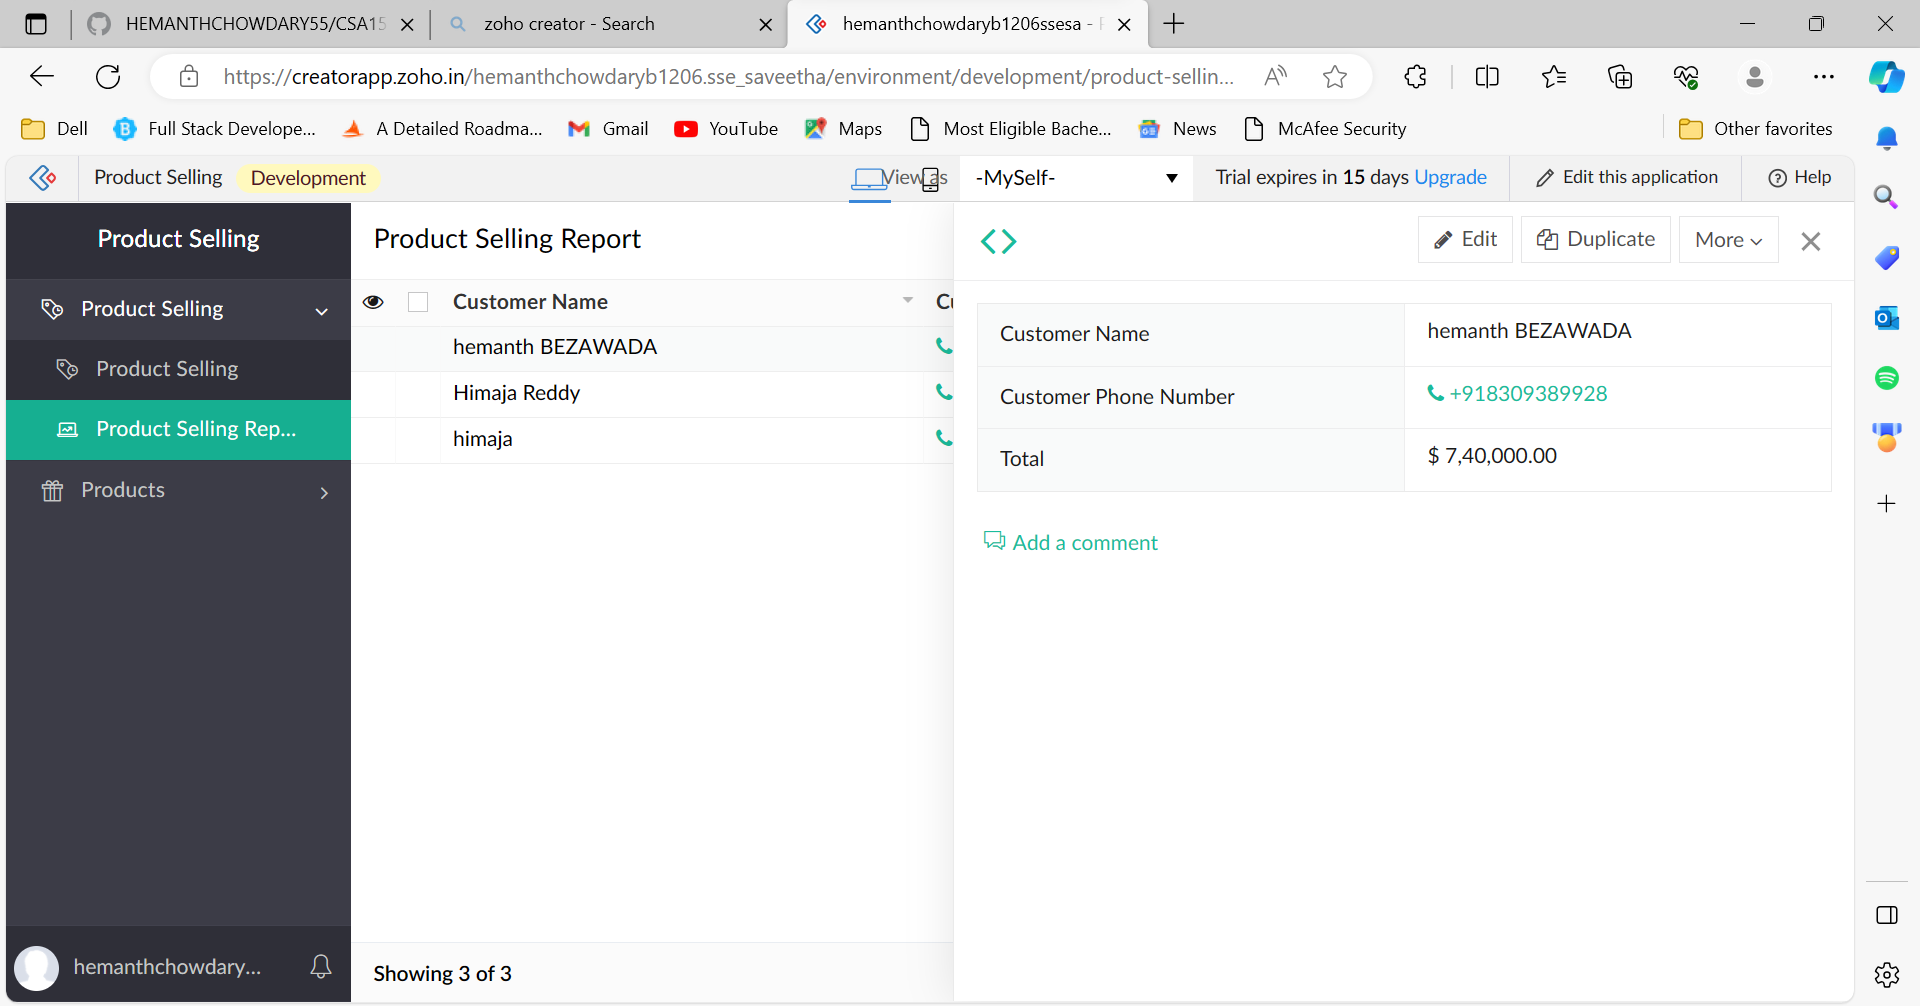 HEMANTHCHOWDARY55/CSA15
zoho creator - Search
hemanthchowdaryb1206ssesa -
https://creatorapp.zoho.in/hemanthchowdaryb1206.sse_saveetha/environment/development/product-sellin...
Dell
Full Stack Develope...
A Detailed Roadma...
Gmail
YouTube
Maps
Most Eligible Bache...
News
McAfee Security
Other favorites
Product Selling
Development
View as
-MySelf-
Trial expires in 15 days Upgrade
Edit this application
Help
Product Selling
Product Selling
Product Selling
Product Selling Rep...
Products
hemanthchowdary...
Product Selling Report
Customer Name
hemanth BEZAWADA
Himaja Reddy
himaja
Showing 3 of 3
Edit
Duplicate
More
Customer Name
hemanth BEZAWADA
Customer Phone Number
+918309389928
Total
$ 7,40,000.00
Add a comment